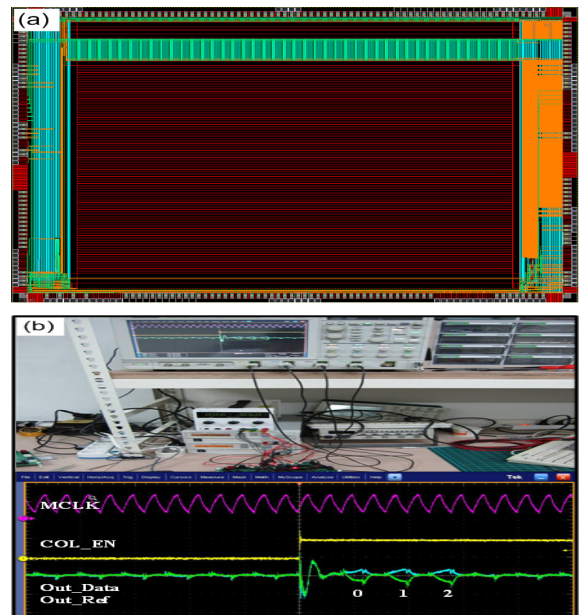 (a)
(b)
File Edit Vertical Horiz/Acq Trig Display Cursors Measure Mask Math MyScope Analysis Utilities Help Tek
MCLK
COL_EN
Out_Data
Out_Ref
0 1 2